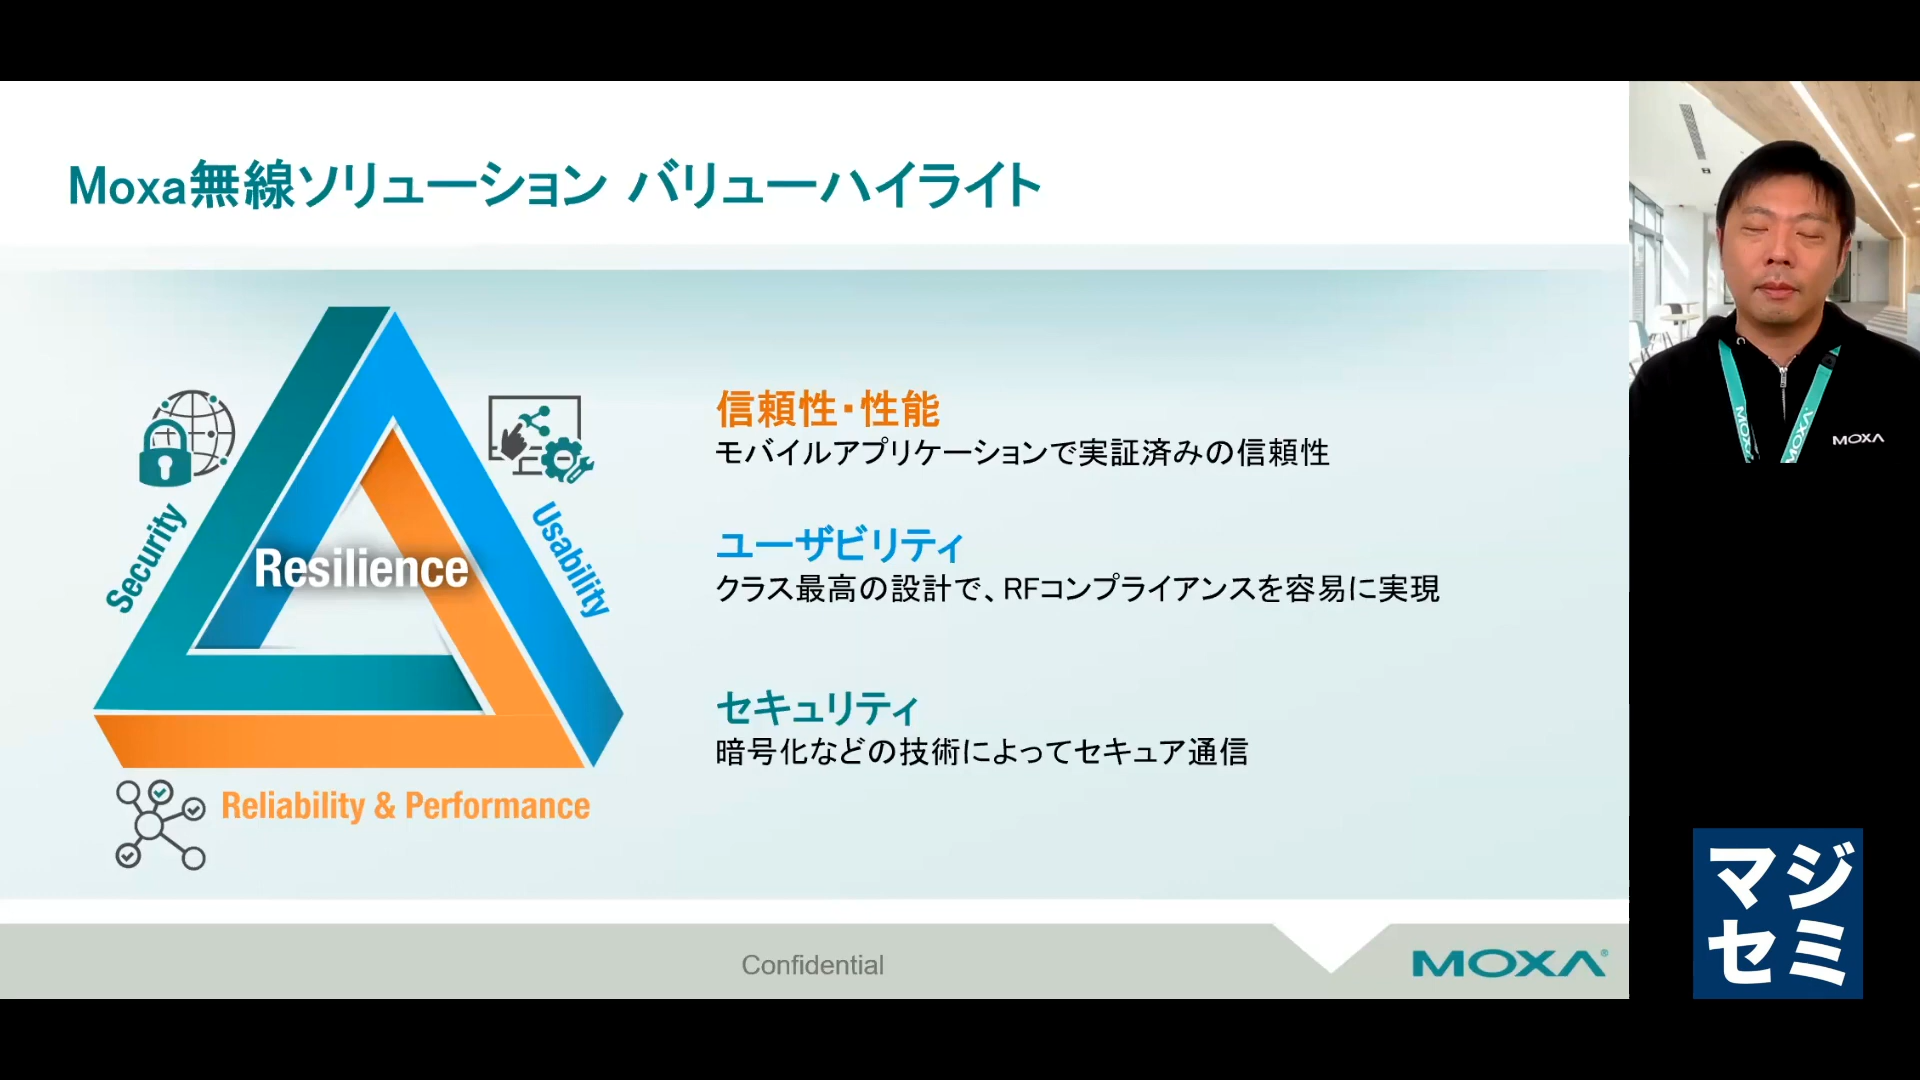 Moxa無線ソリューション バリューハイライト
Security
Usability
Resilience
Reliability & Performance
信頼性・性能
モバイルアプリケーションで実証済みの信頼性
ユーザビリティ
クラス最高の設計で、RFコンプライアンスを容易に実現
セキュリティ
暗号化などの技術によってセキュア通信
Confidential
MOXA®
MOXA
MOXA
MOXA
マジ
セミ